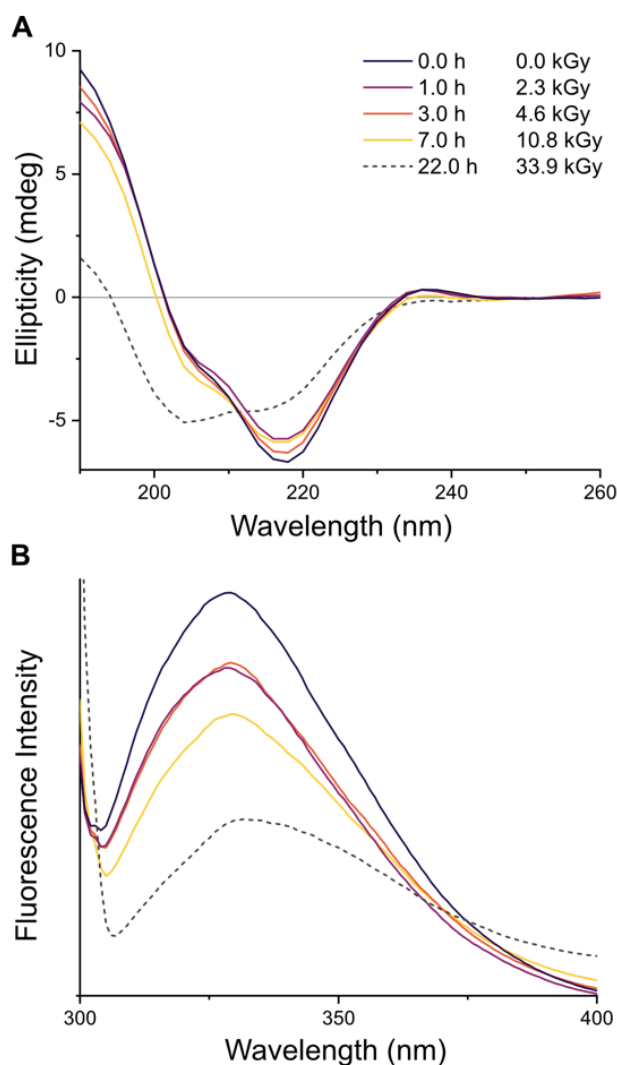 A
10
5
0
-5
Ellipticity (mdeg)
0.0 h 0.0 kGy
1.0 h 2.3 kGy
3.0 h 4.6 kGy
7.0 h 10.8 kGy
22.0 h 33.9 kGy
200 220 240 260
Wavelength (nm)
B
Fluorescence Intensity
300 350 400
Wavelength (nm)